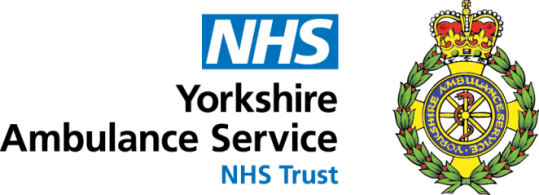 NHS
Yorkshire
Ambulance Service
NHS Trust
YORKSHIRE AMBULANCE SERVICE